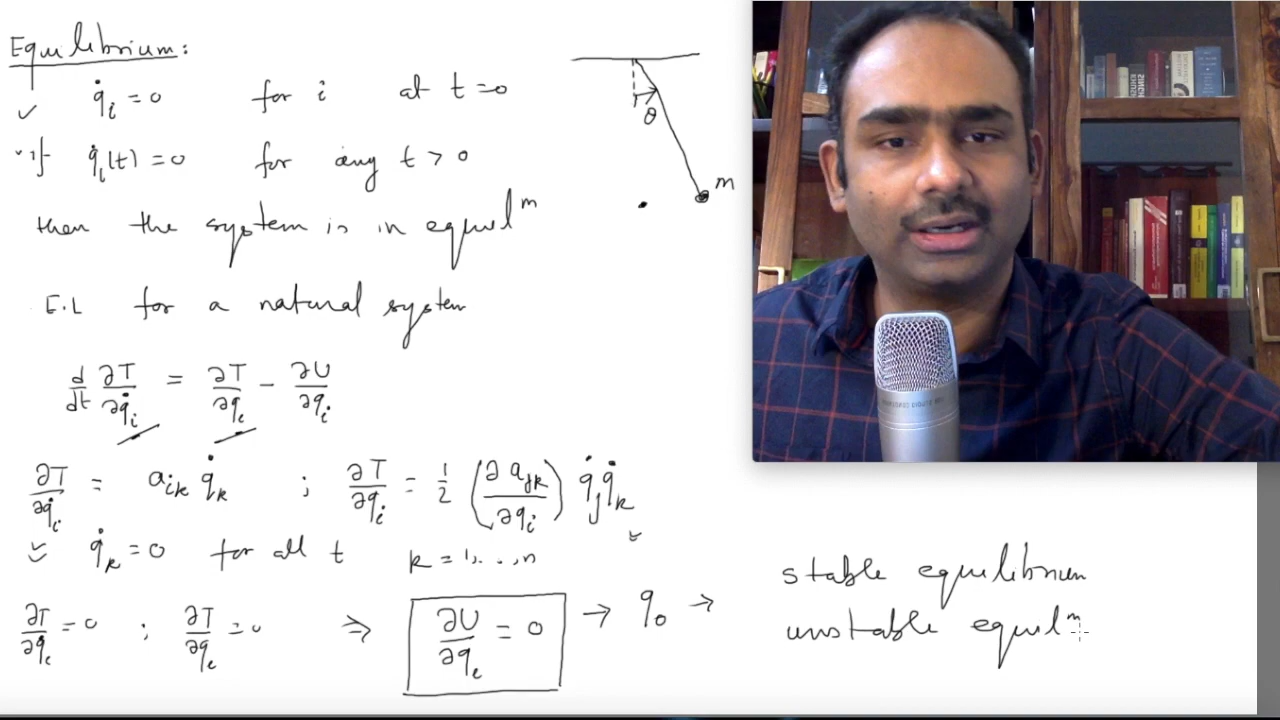 Equilibrium:
q̇ᵢ = 0 for i at t = 0
✓ if q̇ᵢ(t) = 0 for any t > 0
then the system is in equelᵐ
θ
m
E.L for a natural system
d/dt ∂T/∂q̇ᵢ = ∂T/∂qᵢ - ∂U/∂qᵢ
∂T/∂q̇ᵢ = aᵢₖ q̇ₖ ; ∂T/∂qᵢ = 1/2 (∂aⱼₖ/∂qᵢ) q̇ⱼ q̇ₖ
q̇ₖ = 0 for all t k = 1, . . , n
∂T/∂q̇ᵢ = 0 ; ∂T/∂qᵢ = 0 ⇒ ∂U/∂qᵢ = 0 → q₀ →
stable equilibrium
unstable equilᵐ